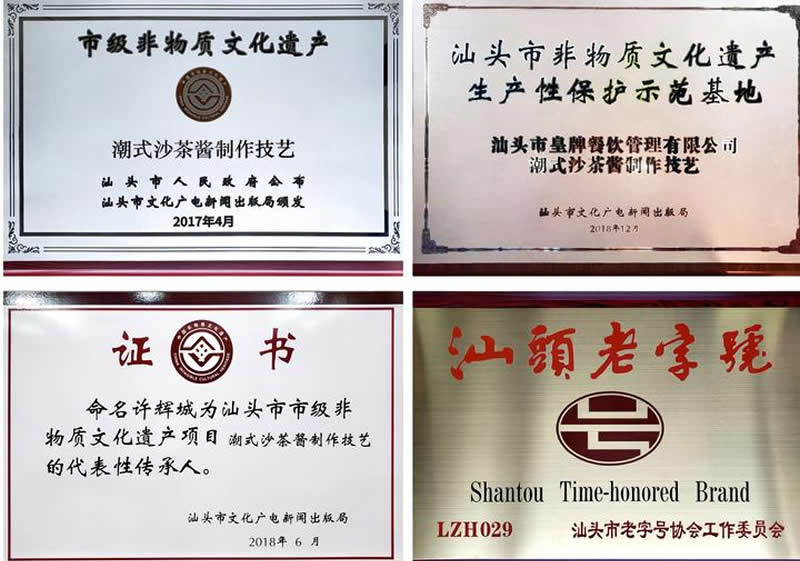 市级非物质文化遗产
潮式沙茶酱制作技艺
汕头市人民政府公布
汕头市文化广电新闻出版局颁发
2017年4月
汕头市非物质文化遗产
生产性保护示范基地
汕头市皇牌餐饮管理有限公司
潮式沙茶酱制作技艺
汕头市文化广电新闻出版局
2018年12月
证 书
命名许辉城为汕头市市级非
物质文化遗产项目 潮式沙茶酱制作技艺
的代表性传承人。
汕头市文化广电新闻出版局
2018年 6 月
汕頭老字號
号
Shantou Time-honored Brand
LZH029 汕头市老字号协会工作委员会